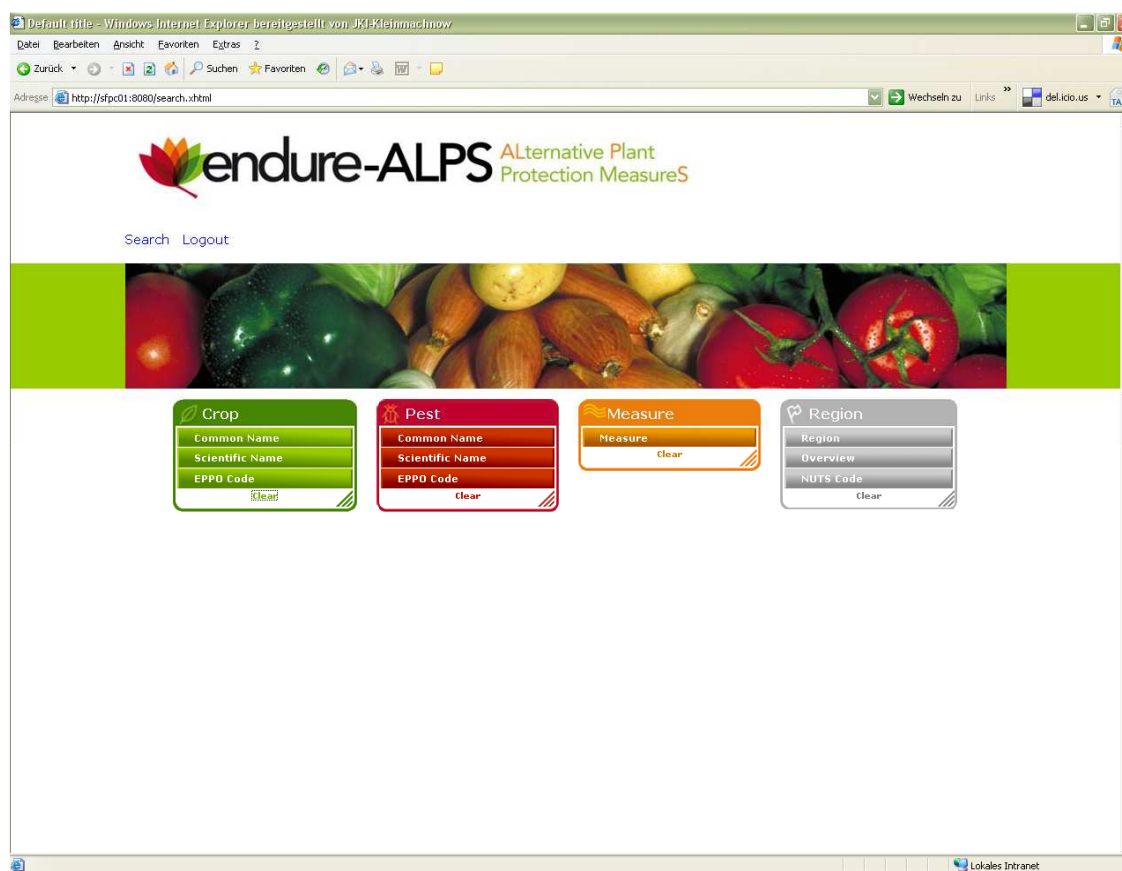 Default title - Windows Internet Explorer bereitgestellt von JKI-Kleinmachnow
Datei Bearbeiten Ansicht Favoriten Extras ?
Zurück Suchen Favoriten W
Adresse http://sfpc01:8080/search.xhtml Wechseln zu Links » del.icio.us TA
endure-ALPS ALternative Plant
Protection MeasureS
Search Logout
Crop
Common Name
Scientific Name
EPPO Code
Clear
Pest
Common Name
Scientific Name
EPPO Code
Clear
Measure
Measure
Clear
Region
Region
Overview
NUTS Code
Clear
Lokales Intranet